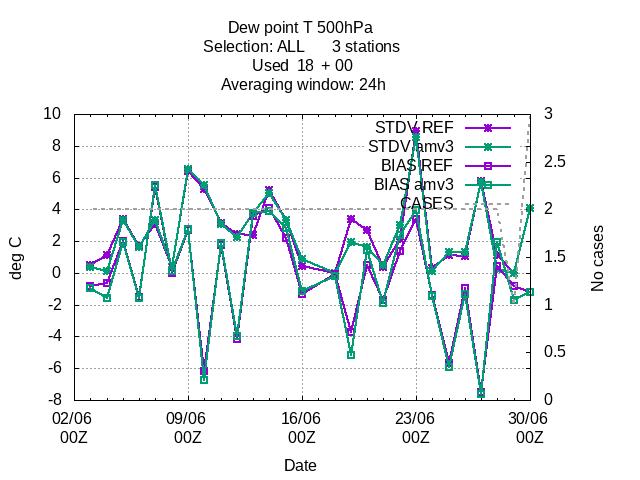 Dew point T 500hPa
Selection: ALL 3 stations
Used 18 + 00
Averaging window: 24h
10
8
6
4
2
0
-2
-4
-6
-8
deg C
3
2.5
2
1.5
1
0.5
0
No cases
STDV REF
STDV amv3
BIAS REF
BIAS amv3
CASES
02/06 09/06 16/06 23/06 30/06
00Z 00Z 00Z 00Z 00Z
Date